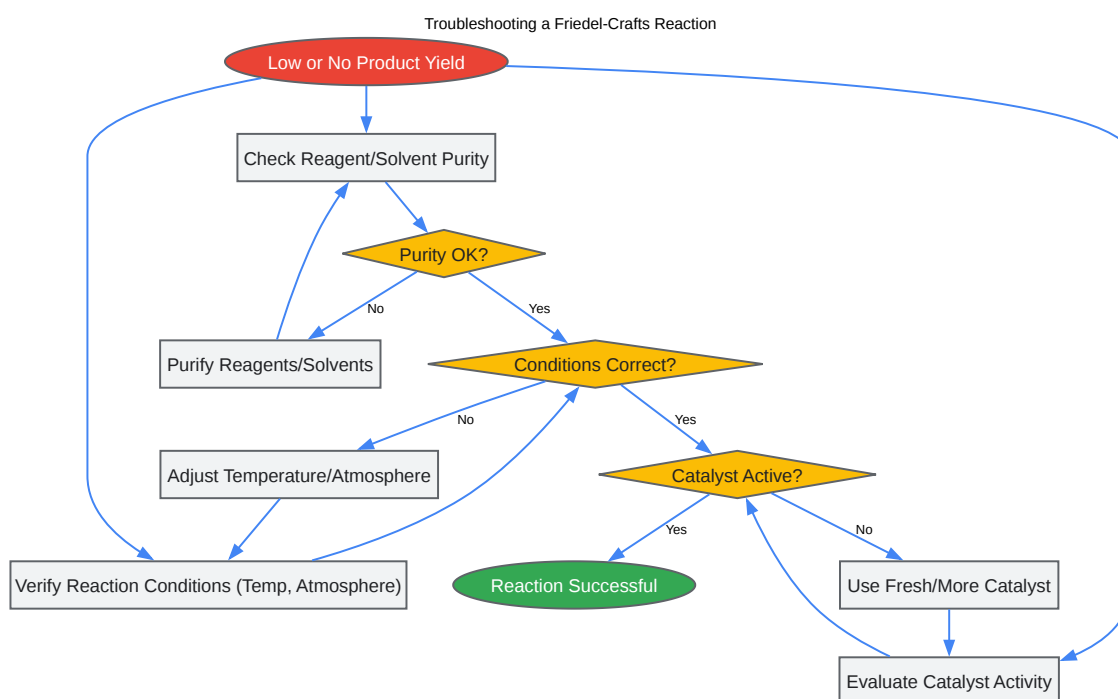 Troubleshooting a Friedel-Crafts Reaction
Low or No Product Yield
Check Reagent/Solvent Purity
Purity OK?
No
Yes
Purify Reagents/Solvents
Conditions Correct?
No
Yes
Adjust Temperature/Atmosphere
Catalyst Active?
Yes
No
Verify Reaction Conditions (Temp, Atmosphere)
Reaction Successful
Use Fresh/More Catalyst
Evaluate Catalyst Activity